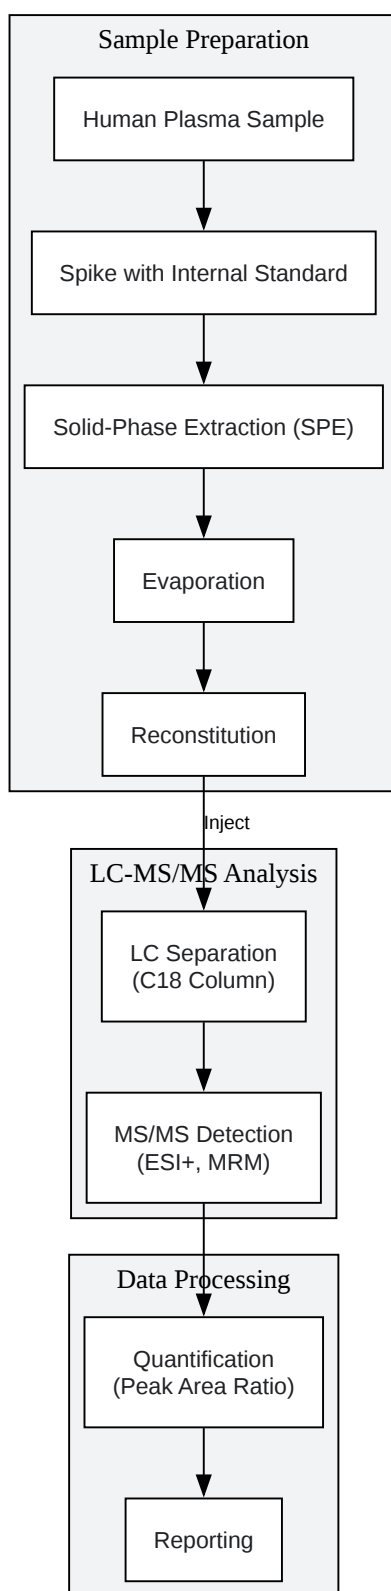 Sample Preparation
Human Plasma Sample
Spike with Internal Standard
Solid-Phase Extraction (SPE)
Evaporation
Reconstitution
Inject
LC-MS/MS Analysis
LC Separation
(C18 Column)
MS/MS Detection
(ESI+, MRM)
Data Processing
Quantification
(Peak Area Ratio)
Reporting